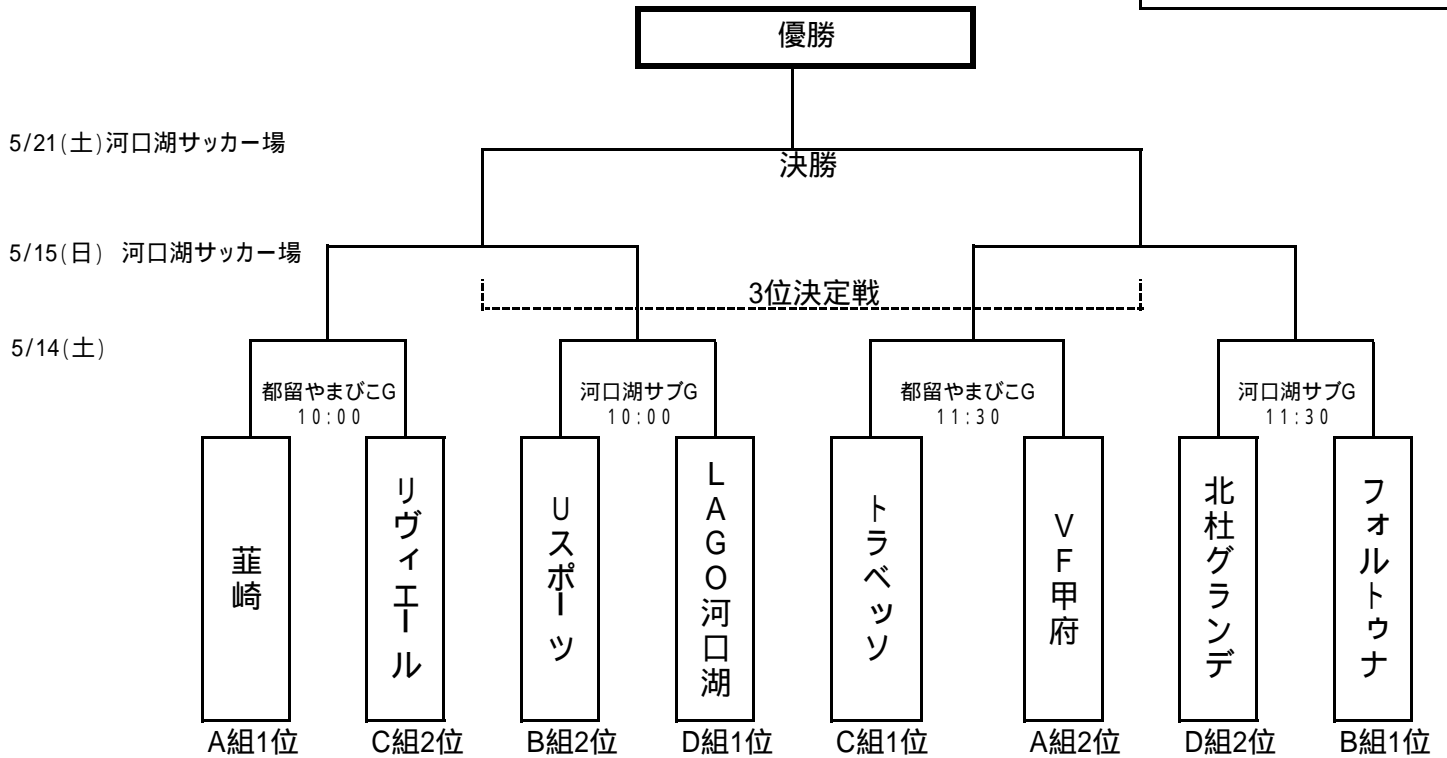 優勝
5/21(土)河口湖サッカー場
決勝
5/15(日) 河口湖サッカー場
3位決定戦
5/14(土)
都留やまびこG
10:00
河口湖サブG
10:00
都留やまびこG
11:30
河口湖サブG
11:30
韮崎
リヴィエール
Uスポーツ
LAGO河口湖
トラベッソ
VF甲府
北杜グランデ
フォルトゥナ
A組1位
C組2位
B組2位
D組1位
C組1位
A組2位
D組2位
B組1位